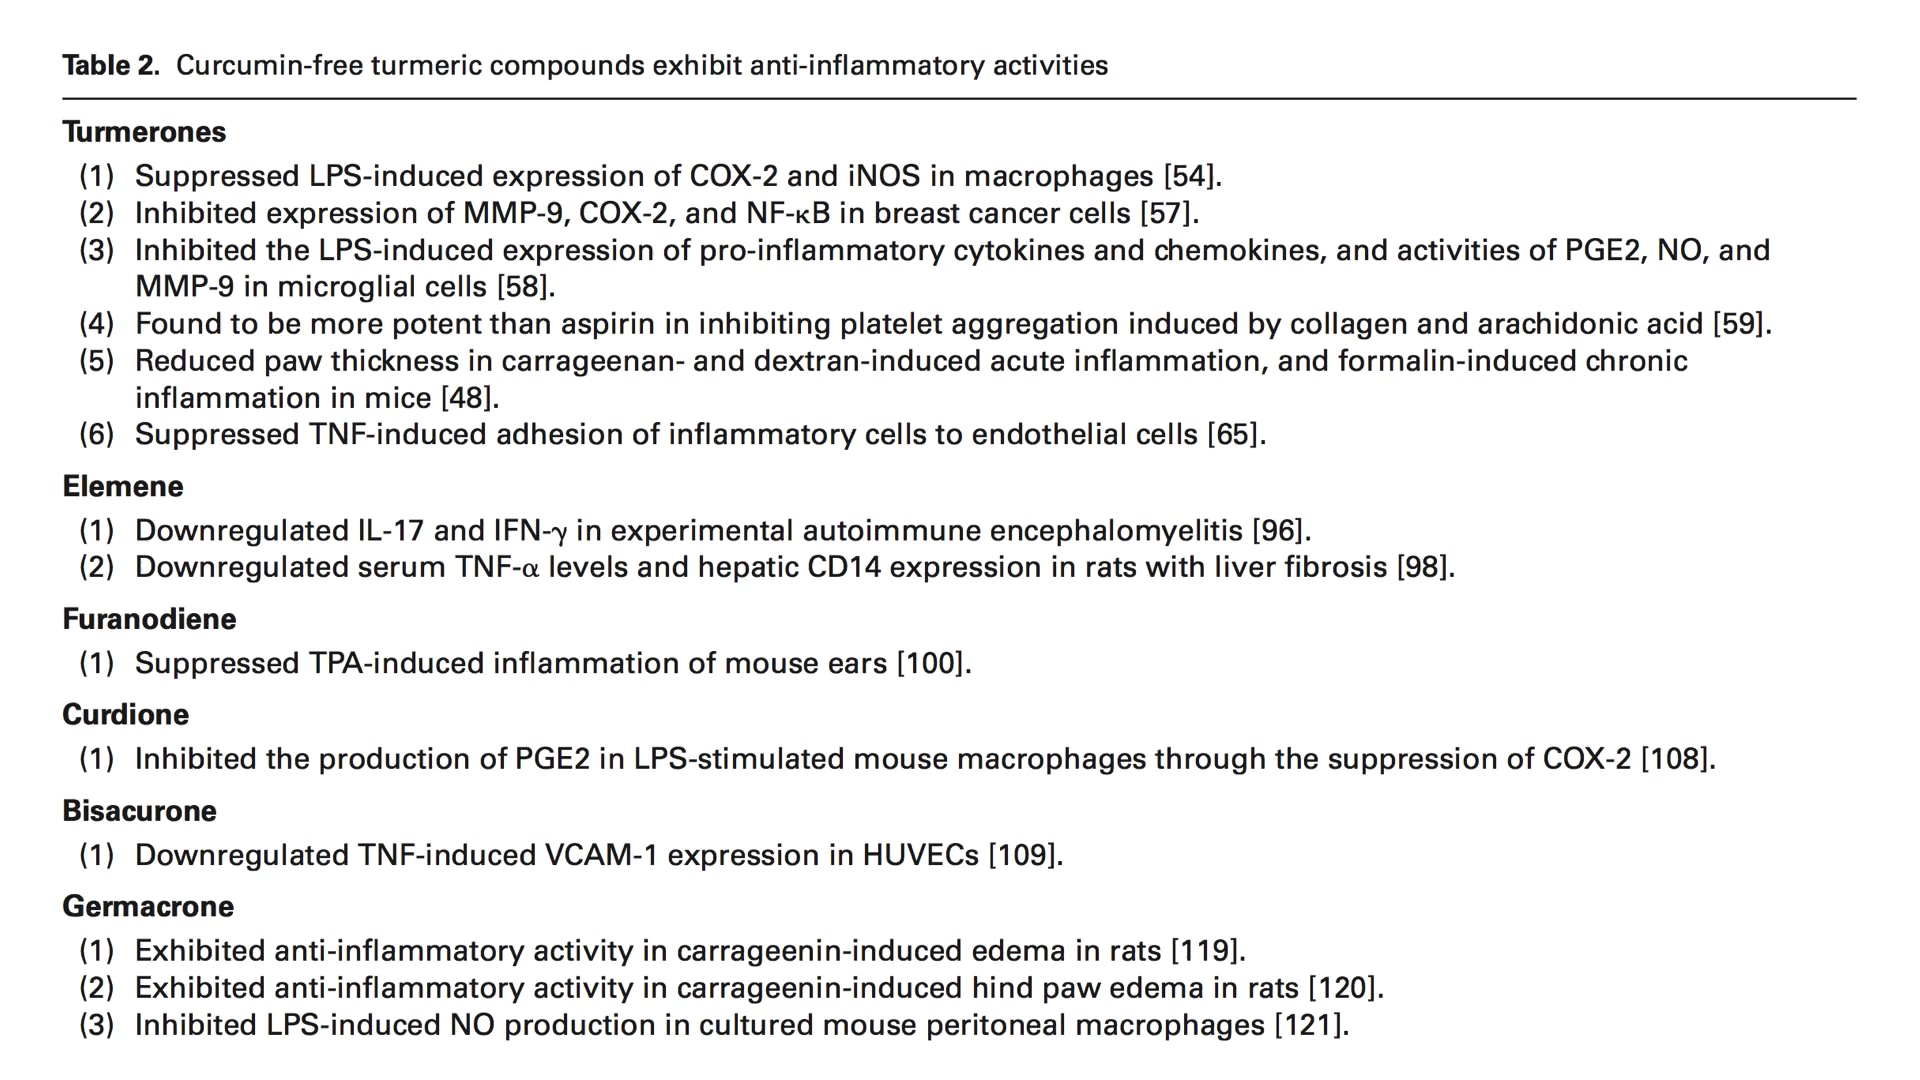 Table 2. Curcumin-free turmeric compounds exhibit anti-inflammatory activities
Turmerones
(1) Suppressed LPS-induced expression of COX-2 and iNOS in macrophages [54].
(2) Inhibited expression of MMP-9, COX-2, and NF-κB in breast cancer cells [57].
(3) Inhibited the LPS-induced expression of pro-inflammatory cytokines and chemokines, and activities of PGE2, NO, and
MMP-9 in microglial cells [58].
(4) Found to be more potent than aspirin in inhibiting platelet aggregation induced by collagen and arachidonic acid [59].
(5) Reduced paw thickness in carrageenan- and dextran-induced acute inflammation, and formalin-induced chronic
inflammation in mice [48].
(6) Suppressed TNF-induced adhesion of inflammatory cells to endothelial cells [65].
Elemene
(1) Downregulated IL-17 and IFN-γ in experimental autoimmune encephalomyelitis [96].
(2) Downregulated serum TNF-α levels and hepatic CD14 expression in rats with liver fibrosis [98].
Furanodiene
(1) Suppressed TPA-induced inflammation of mouse ears [100].
Curdione
(1) Inhibited the production of PGE2 in LPS-stimulated mouse macrophages through the suppression of COX-2 [108].
Bisacurone
(1) Downregulated TNF-induced VCAM-1 expression in HUVECs [109].
Germacrone
(1) Exhibited anti-inflammatory activity in carrageenin-induced edema in rats [119].
(2) Exhibited anti-inflammatory activity in carrageenin-induced hind paw edema in rats [120].
(3) Inhibited LPS-induced NO production in cultured mouse peritoneal macrophages [121].